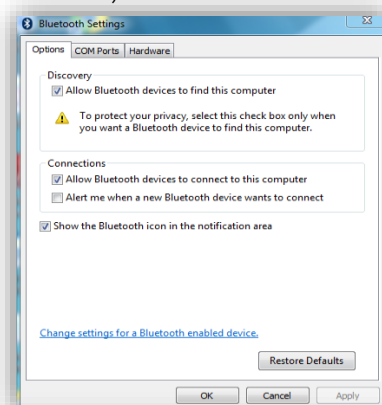 Bluetooth Settings
Options COM Ports Hardware
Discovery
Allow Bluetooth devices to find this computer
To protect your privacy, select this check box only when
you want a Bluetooth device to find this computer.
Connections
Allow Bluetooth devices to connect to this computer
Alert me when a new Bluetooth device wants to connect
Show the Bluetooth icon in the notification area
Change settings for a Bluetooth enabled device.
Restore Defaults
OK Cancel Apply